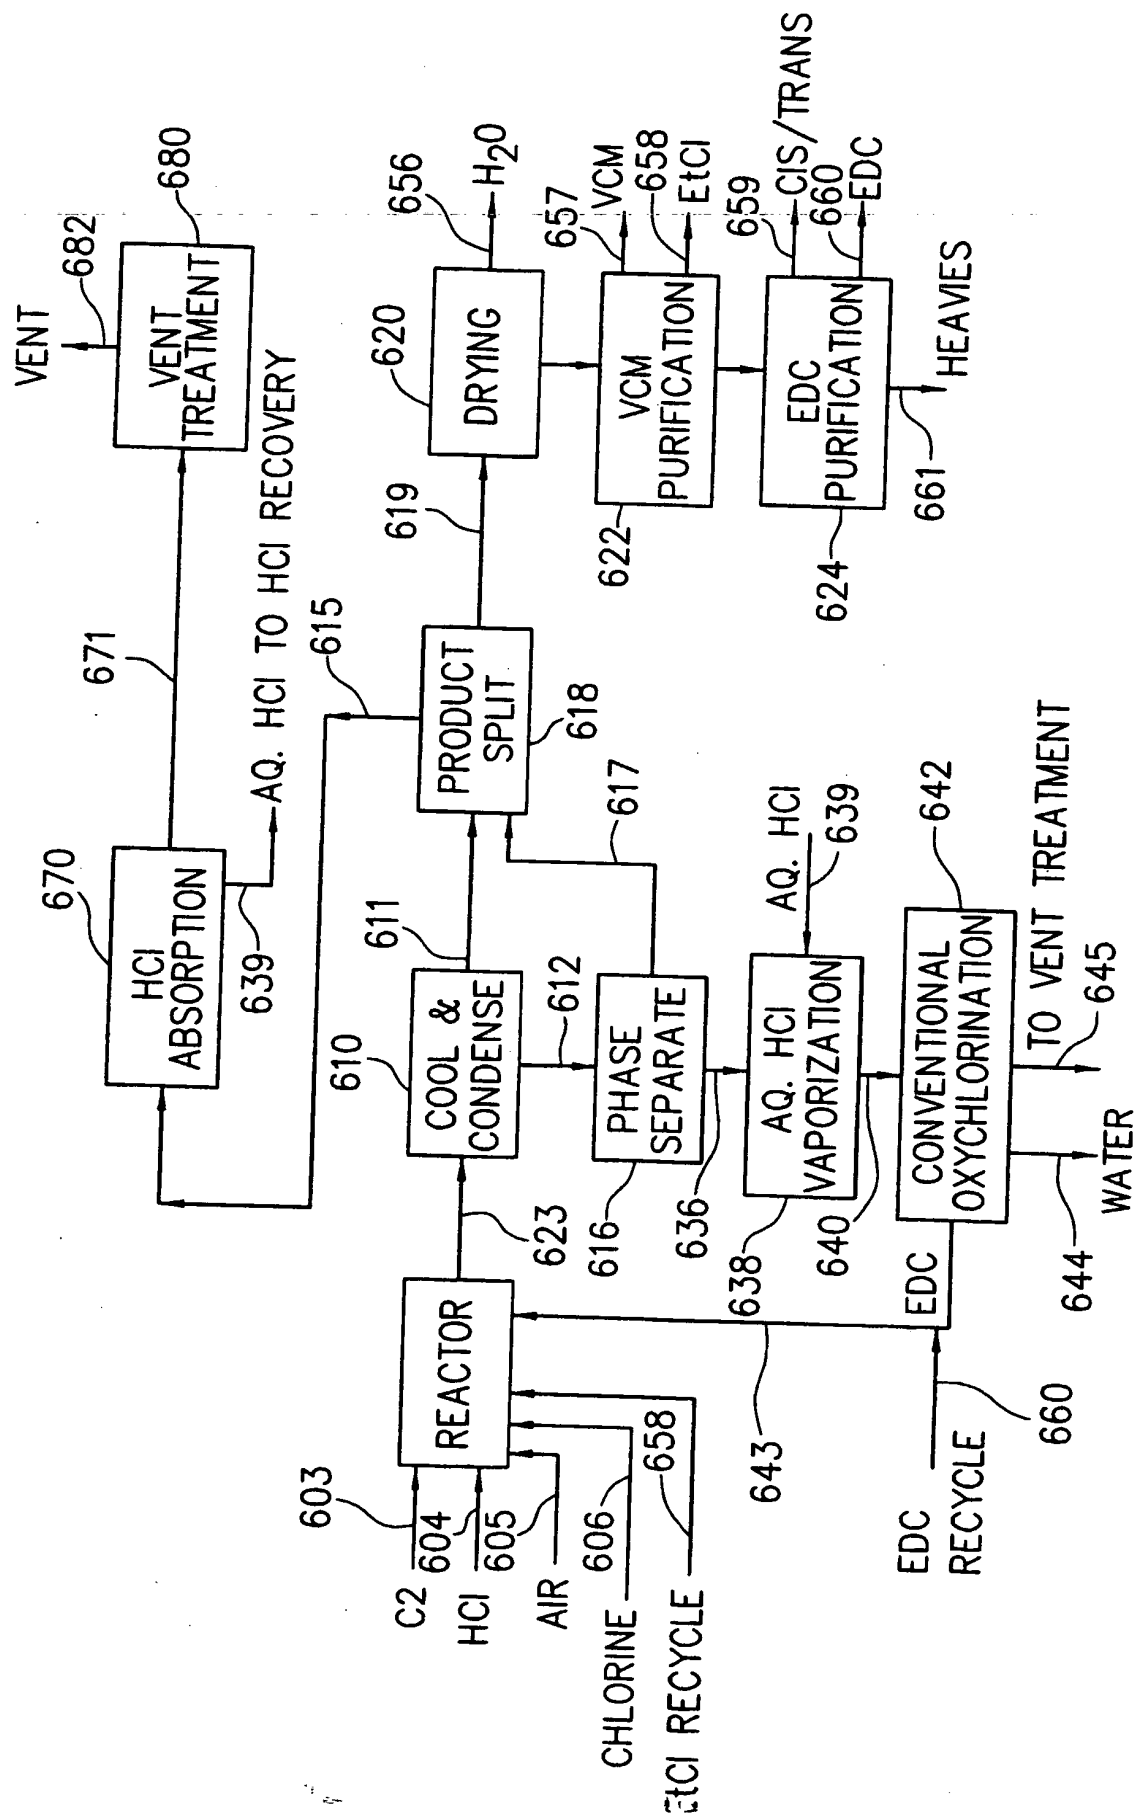 VENT
682
VENT
TREATMENT
680
670
HCl
ABSORPTION
671
639
AQ. HCl TO HCl RECOVERY
615
603
C2
604
HCl
605
AIR
606
CHLORINE
658
EtCl RECYCLE
REACTOR
623
610
COOL &
CONDENSE
611
612
PRODUCT
SPLIT
618
619
620
DRYING
656
H2O
616
PHASE
SEPARATE
617
636
622
VCM
PURIFICATION
657
VCM
658
EtCl
638
AQ. HCl
VAPORIZATION
AQ. HCl
639
640
624
EDC
PURIFICATION
659
CIS/TRANS
660
EDC
661
HEAVIES
643
EDC
CONVENTIONAL
OXYCHLORINATION
642
EDC
RECYCLE
660
644
WATER
645
TO VENT TREATMENT